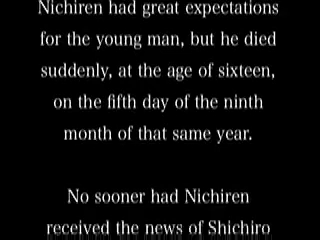 Nichiren had great expectations
for the young man, but he died
suddenly, at the age of sixteen,
on the fifth day of the ninth
month of that same year.
No sooner had Nichiren
received the news of Shichiro